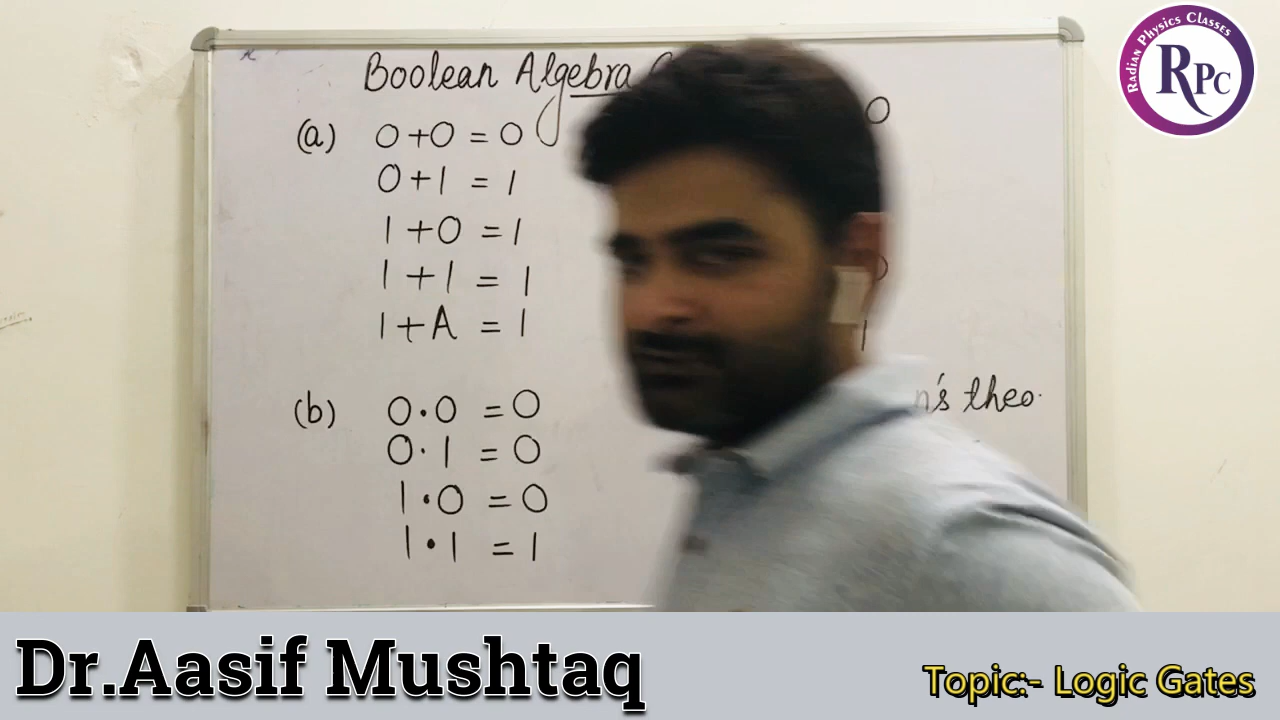 Boolean Algebra
(a) 0+0 = 0
0+1 = 1
1+0 = 1
1+1 = 1
1+A = 1
(b) 0·0 = 0
0·1 = 0
1·0 = 0
1·1 = 1
0
1
n's theo.
RADIAN PHYSICS CLASSES
RPC
Dr.Aasif Mushtaq
Topic:- Logic Gates